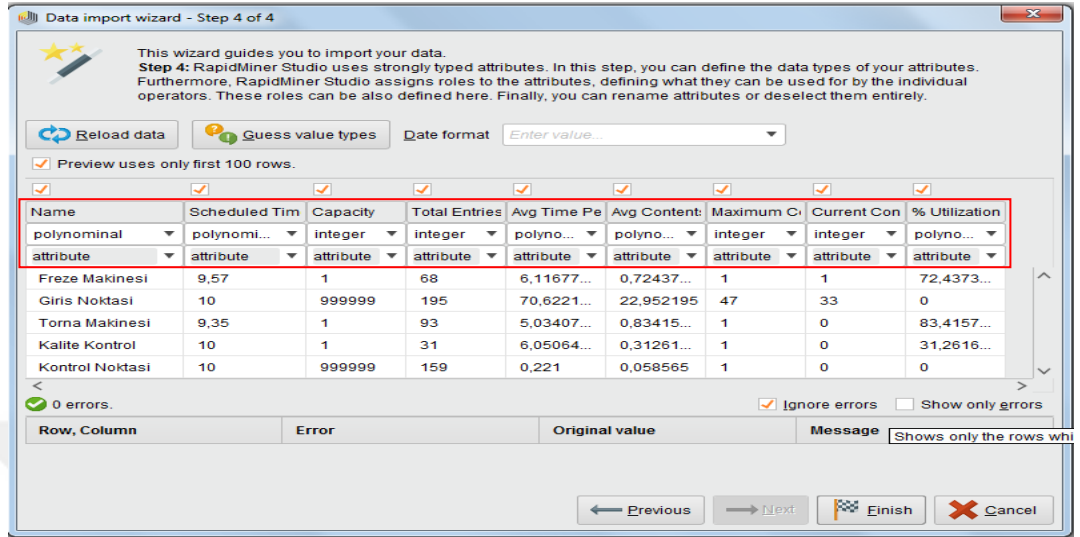 Data import wizard - Step 4 of 4
This wizard guides you to import your data.
Step 4: RapidMiner Studio uses strongly typed attributes. In this step, you can define the data types of your attributes.
Furthermore, RapidMiner Studio assigns roles to the attributes, defining what they can be used for by the individual
operators. These roles can be also defined here. Finally, you can rename attributes or deselect them entirely.
Reload data Guess value types Date format Enter value...
Preview uses only first 100 rows.
Name Scheduled Tim Capacity Total Entries Avg Time Pe Avg Content Maximum C Current Con % Utilization
polynominal polynomi... integer integer polyno... polyno... integer integer polyno...
attribute attribute attribute attribute attribute attribute attribute attribute attribute
Freze Makinesi 9,57 1 68 6,11677... 0,72437... 1 1 72,4373...
Giris Noktasi 10 999999 195 70,6221... 22,952195 47 33 0
Torna Makinesi 9,35 1 93 5,03407... 0,83415... 1 0 83,4157...
Kalite Kontrol 10 1 31 6,05064... 0,31261... 1 0 31,2616...
Kontrol Noktasi 10 999999 159 0,221 0,058565 1 0 0
0 errors. Ignore errors Show only errors
Row, Column Error Original value Message
Shows only the rows whi
Previous Next Finish Cancel